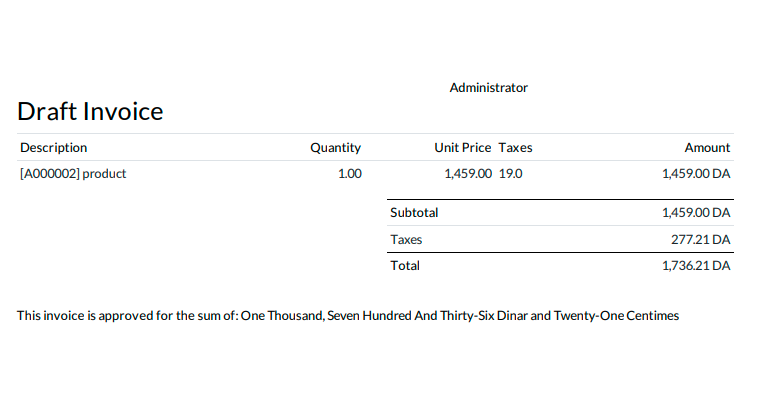 Administrator
Draft Invoice
Description Quantity Unit Price Taxes Amount
[A000002] product 1.00 1,459.00 19.0 1,459.00 DA
Subtotal 1,459.00 DA
Taxes 277.21 DA
Total 1,736.21 DA
This invoice is approved for the sum of: One Thousand, Seven Hundred And Thirty-Six Dinar and Twenty-One Centimes